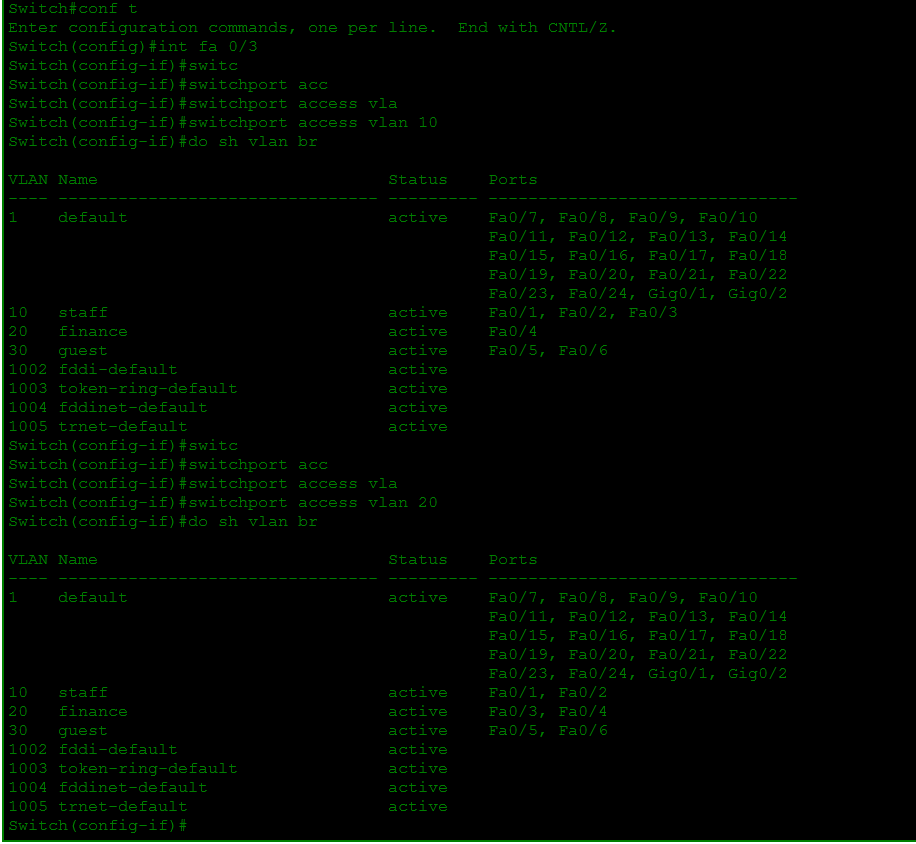 Switch#conf t
Enter configuration commands, one per line.  End with CNTL/Z.
Switch(config)#int fa 0/3
Switch(config-if)#switc
Switch(config-if)#switchport acc
Switch(config-if)#switchport access vla
Switch(config-if)#switchport access vlan 10
Switch(config-if)#do sh vlan br

VLAN Name                             Status    Ports
---- -------------------------------- --------- -------------------------------
1    default                          active    Fa0/7, Fa0/8, Fa0/9, Fa0/10
                                                Fa0/11, Fa0/12, Fa0/13, Fa0/14
                                                Fa0/15, Fa0/16, Fa0/17, Fa0/18
                                                Fa0/19, Fa0/20, Fa0/21, Fa0/22
                                                Fa0/23, Fa0/24, Gig0/1, Gig0/2
10   staff                            active    Fa0/1, Fa0/2, Fa0/3
20   finance                          active    Fa0/4
30   guest                            active    Fa0/5, Fa0/6
1002 fddi-default                     active
1003 token-ring-default               active
1004 fddinet-default                  active
1005 trnet-default                    active
Switch(config-if)#switc
Switch(config-if)#switchport acc
Switch(config-if)#switchport access vla
Switch(config-if)#switchport access vlan 20
Switch(config-if)#do sh vlan br

VLAN Name                             Status    Ports
---- -------------------------------- --------- -------------------------------
1    default                          active    Fa0/7, Fa0/8, Fa0/9, Fa0/10
                                                Fa0/11, Fa0/12, Fa0/13, Fa0/14
                                                Fa0/15, Fa0/16, Fa0/17, Fa0/18
                                                Fa0/19, Fa0/20, Fa0/21, Fa0/22
                                                Fa0/23, Fa0/24, Gig0/1, Gig0/2
10   staff                            active    Fa0/1, Fa0/2
20   finance                          active    Fa0/3, Fa0/4
30   guest                            active    Fa0/5, Fa0/6
1002 fddi-default                     active
1003 token-ring-default               active
1004 fddinet-default                  active
1005 trnet-default                    active
Switch(config-if)#